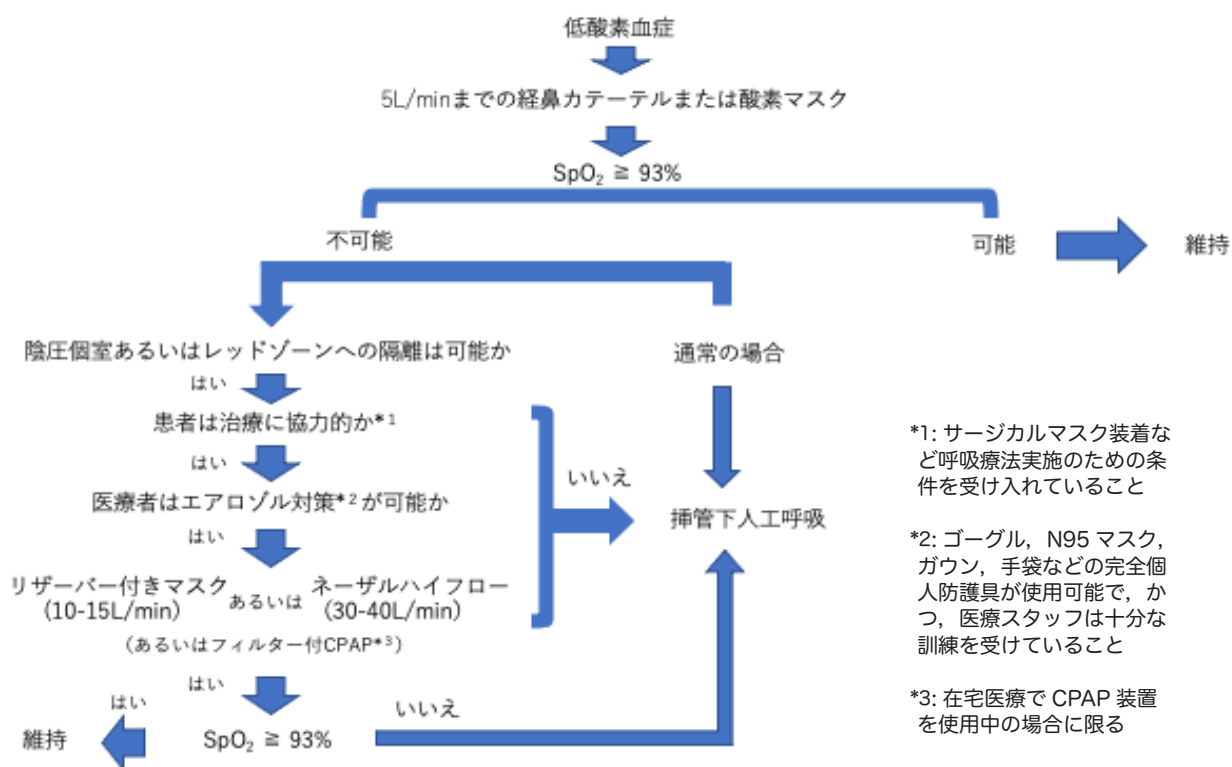 低酸素血症
5L/minまでの経鼻カテーテルまたは酸素マスク
SpO₂ ≧ 93%
不可能
可能
維持
陰圧個室あるいはレッドゾーンへの隔離は可能か
通常の場合
はい
患者は治療に協力的か*1
はい
いいえ
医療者はエアロゾル対策*2が可能か
挿管下人工呼吸
はい
リザーバー付きマスク
(10-15L/min)
あるいは
ネーザルハイフロー
(30-40L/min)
(あるいはフィルター付CPAP*3)
はい
はい
いいえ
維持
SpO₂ ≧ 93%
*1: サージカルマスク装着な
ど呼吸療法実施のための条
件を受け入れていること
*2: ゴーグル，N95 マスク，
ガウン，手袋などの完全個
人防護具が使用可能で，か
つ，医療スタッフは十分な
訓練を受けていること
*3: 在宅医療で CPAP 装置
を使用中の場合に限る